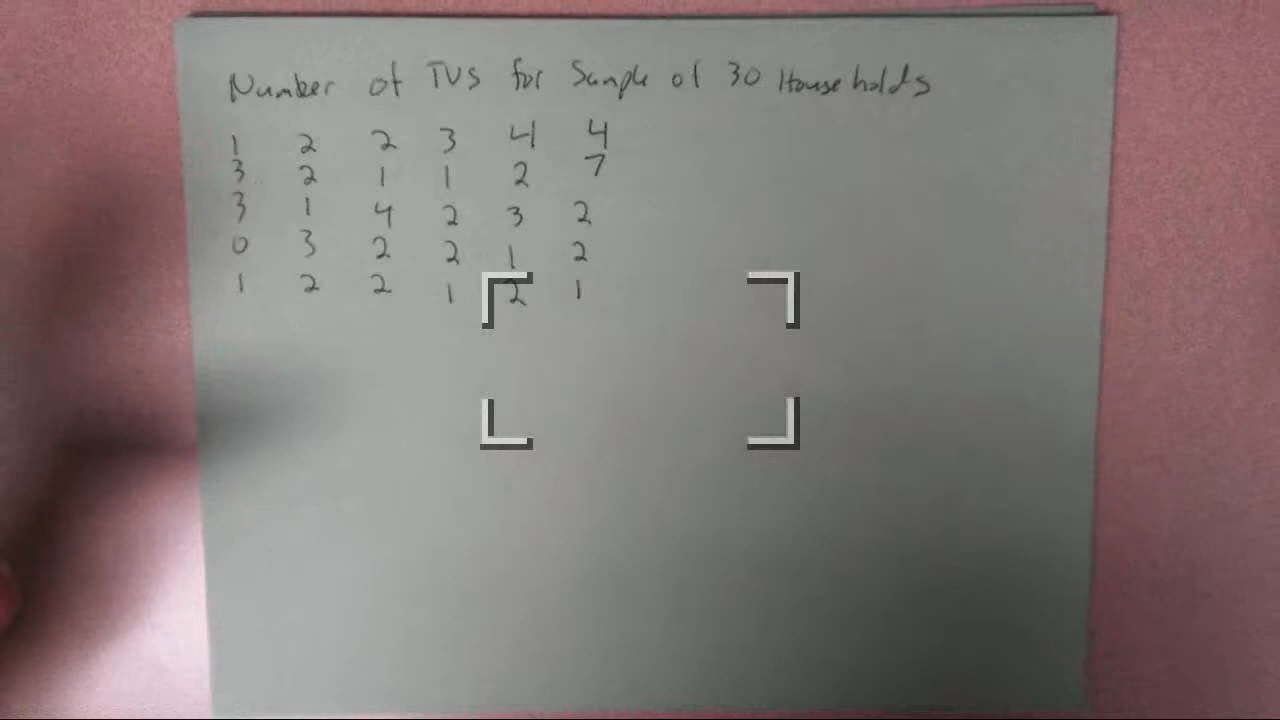 Number of TVs for Sample of 30 Households
1 2 2 3 4 4
3 2 1 1 2 7
3 1 4 2 3 2
0 3 2 2 1 2
1 2 2 1 2 1